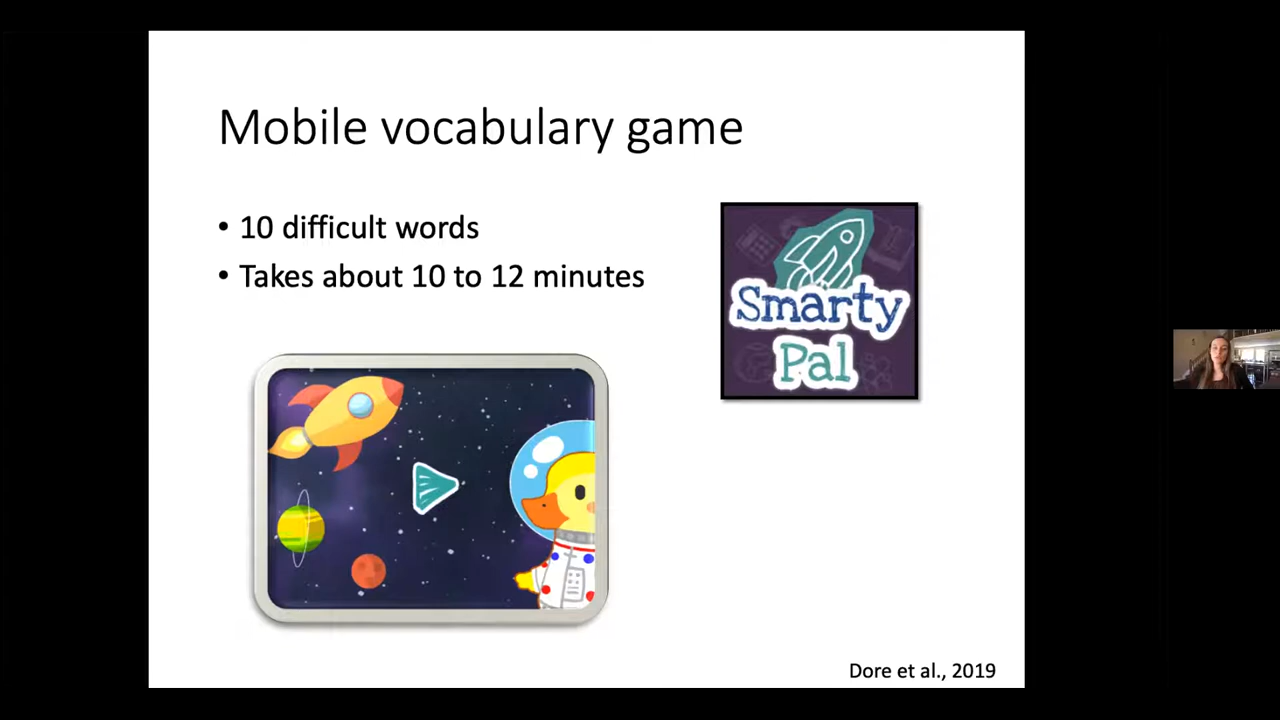 Mobile vocabulary game
• 10 difficult words
• Takes about 10 to 12 minutes
Smarty
Pal
Dore et al., 2019